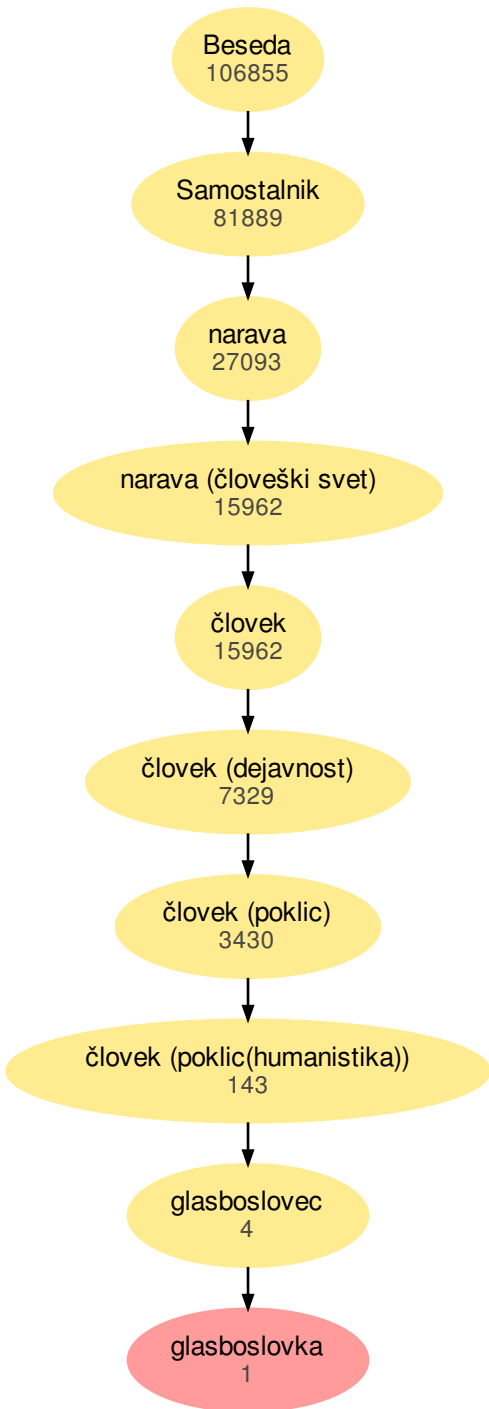 Beseda
106855
Samostalnik
81889
narava
27093
narava (človeški svet)
15962
človek
15962
človek (dejavnost)
7329
človek (poklic)
3430
človek (poklic(humanistika))
143
glasboslovec
4
glasboslovka
1